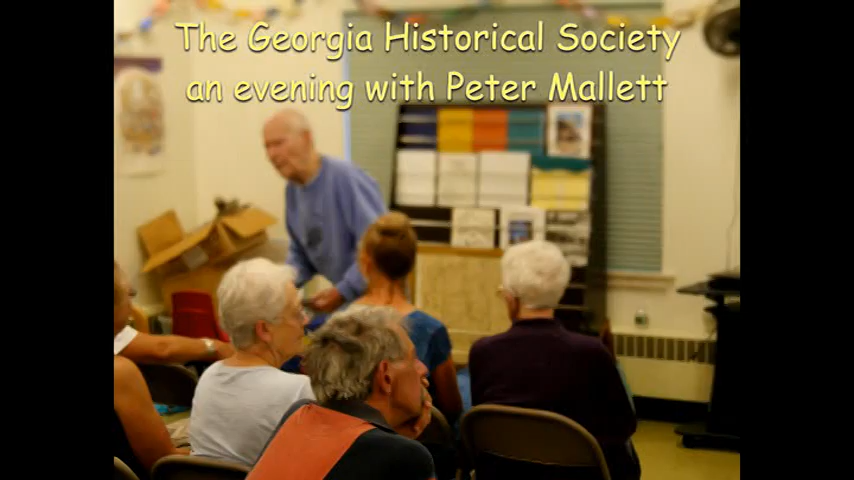 The Georgia Historical Society
an evening with Peter Mallett